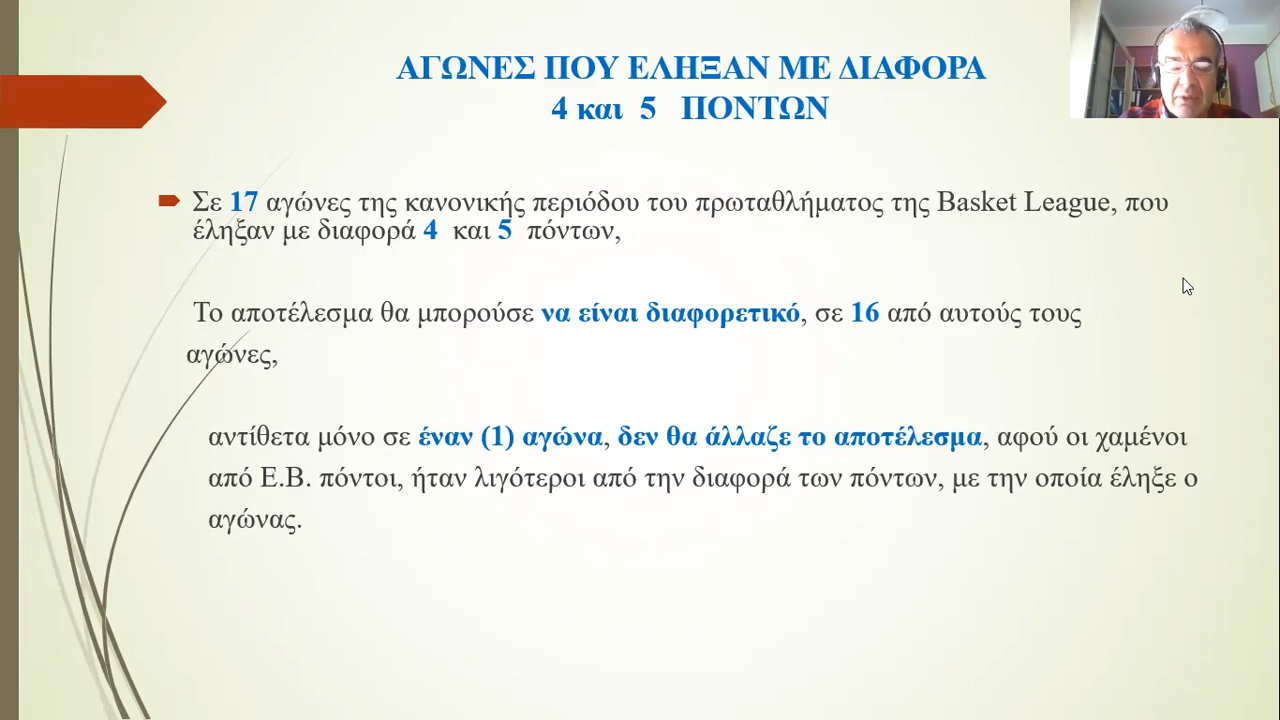 ΑΓΩΝΕΣ ΠΟΥ ΕΛΗΞΑΝ ΜΕ ΔΙΑΦΟΡΑ
4 και 5 ΠΟΝΤΩΝ
Σε 17 αγώνες της κανονικής περιόδου του πρωταθλήματος της Basket League, που
έληξαν με διαφορά 4 και 5 πόντων,
Το αποτέλεσμα θα μπορούσε να είναι διαφορετικό, σε 16 από αυτούς τους
αγώνες,
αντίθετα μόνο σε έναν (1) αγώνα, δεν θα άλλαζε το αποτέλεσμα, αφού οι χαμένοι
από Ε.Β. πόντοι, ήταν λιγότεροι από την διαφορά των πόντων, με την οποία έληξε ο
αγώνας.